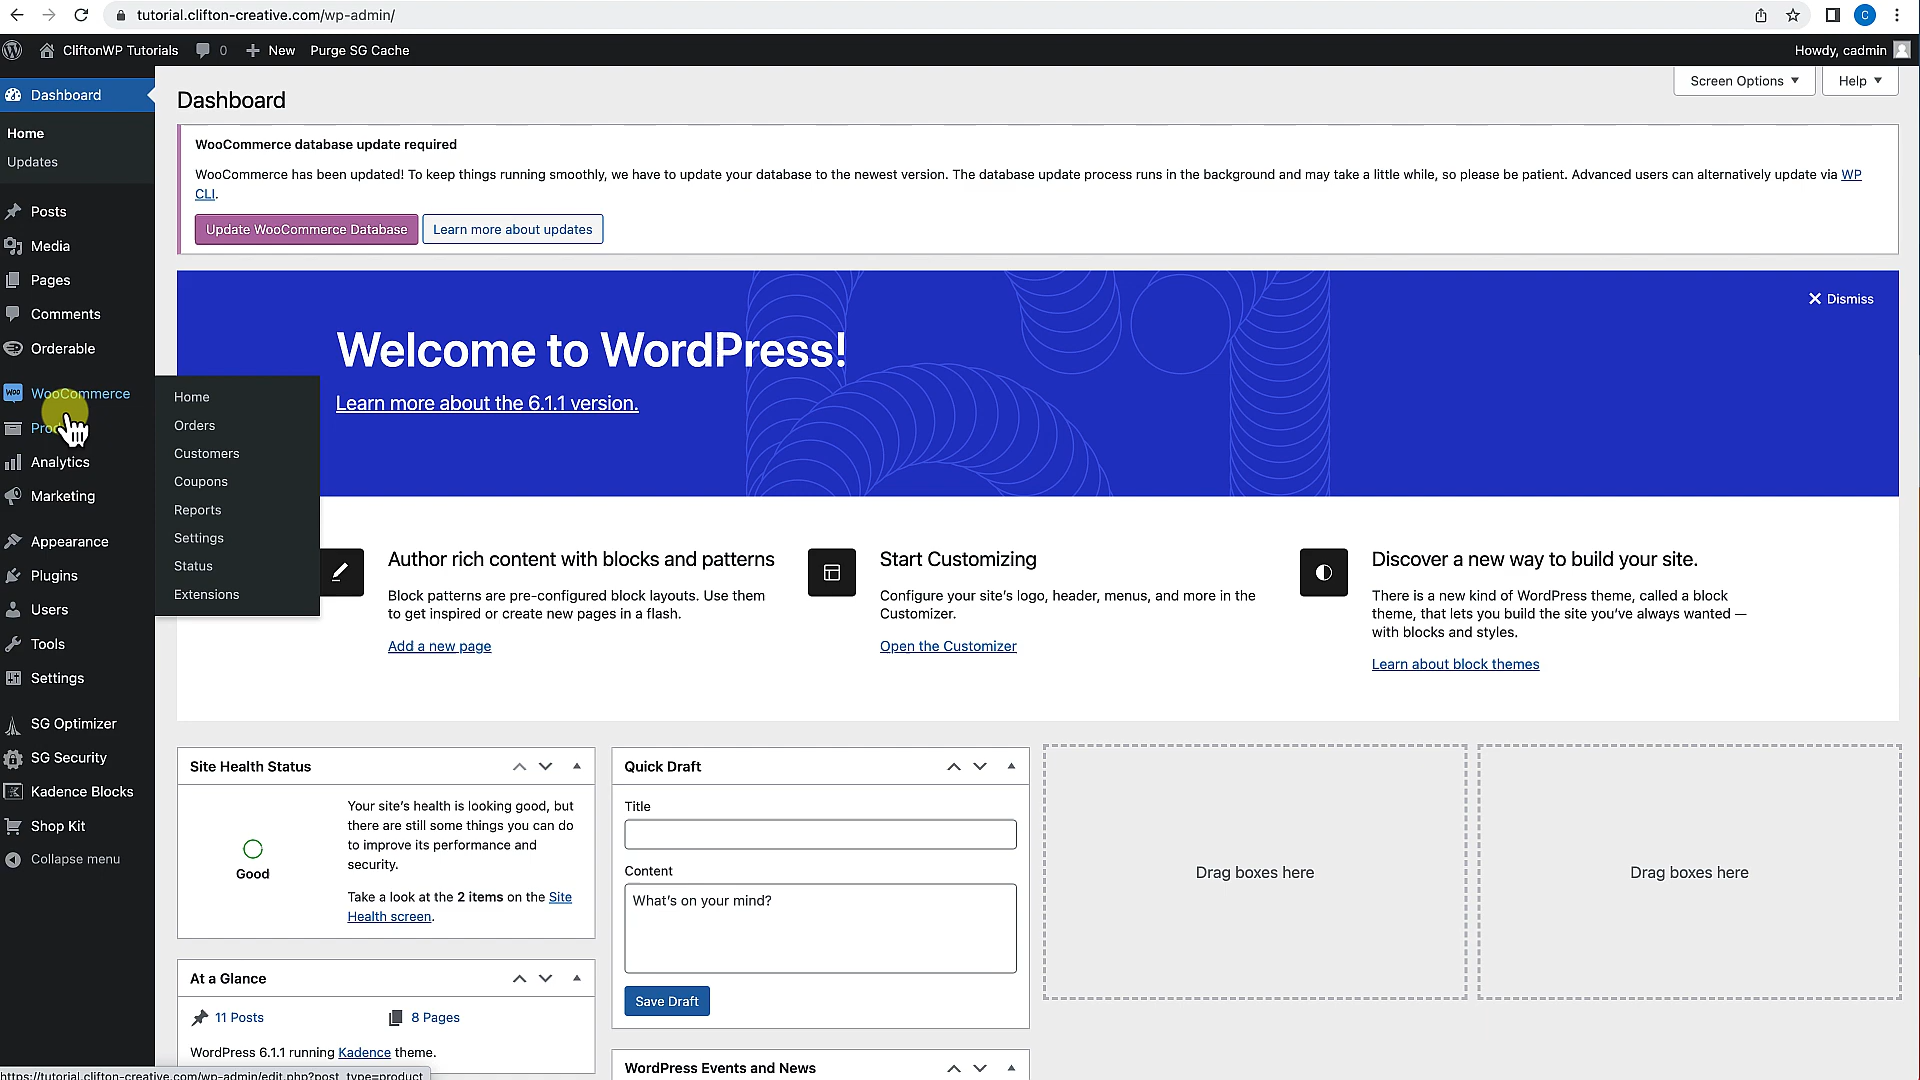 tutorial.clifton-creative.com/wp-admin/
C
CliftonWP Tutorials
0
New
Purge SG Cache
Howdy, cadmin
Dashboard
Home
Updates
Posts
Media
Pages
Comments
Orderable
WooCommerce
Analytics
Marketing
Appearance
Plugins
Users
Tools
Settings
SG Optimizer
SG Security
Kadence Blocks
Shop Kit
Collapse menu
Home
Orders
Customers
Coupons
Reports
Settings
Status
Extensions
Screen Options
Help
Dashboard
WooCommerce database update required
WooCommerce has been updated! To keep things running smoothly, we have to update your database to the newest version. The database update process runs in the background and may take a little while, so please be patient. Advanced users can alternatively update via WP
CLI.
Update WooCommerce Database
Learn more about updates
Dismiss
Welcome to WordPress!
Learn more about the 6.1.1 version.
Author rich content with blocks and patterns
Block patterns are pre-configured block layouts. Use them
to get inspired or create new pages in a flash.
Add a new page
Start Customizing
Configure your site's logo, header, menus, and more in the
Customizer.
Open the Customizer
Discover a new way to build your site.
There is a new kind of WordPress theme, called a block
theme, that lets you build the site you've always wanted —
with blocks and styles.
Learn about block themes
Site Health Status
Good
Your site's health is looking good, but
there are still some things you can do
to improve its performance and
security.
Take a look at the 2 items on the Site
Health screen.
At a Glance
11 Posts
8 Pages
WordPress 6.1.1 running Kadence theme.
Quick Draft
Title
Content
What's on your mind?
Save Draft
WordPress Events and News
Drag boxes here
Drag boxes here
https://tutorial.clifton-creative.com/wp-admin/edit.php?post_type=product